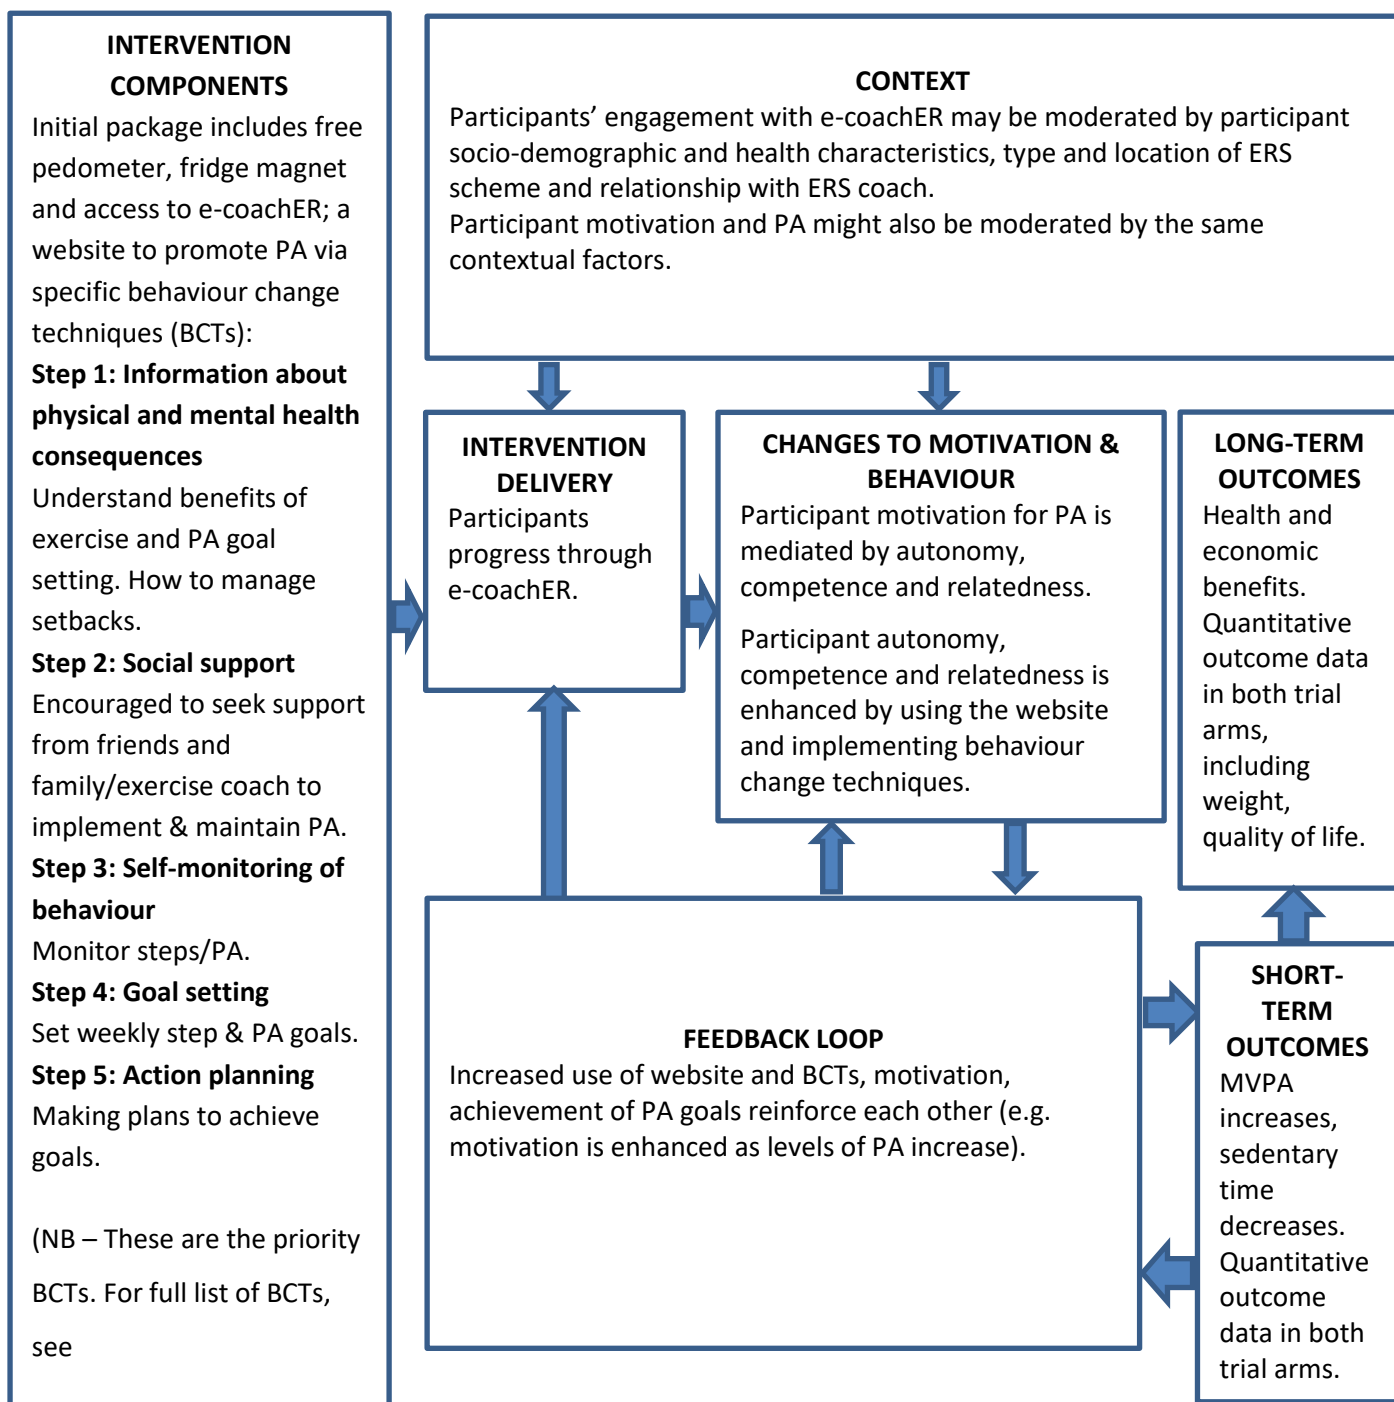 INTERVENTION
COMPONENTS
Initial package includes free
pedometer, fridge magnet
and access to e-coachER; a
website to promote PA via
specific behaviour change
techniques (BCTs):
Step 1: Information about
physical and mental health
consequences
Understand benefits of
exercise and PA goal
setting. How to manage
setbacks.
Step 2: Social support
Encouraged to seek support
from friends and
family/exercise coach to
implement & maintain PA.
Step 3: Self-monitoring of
behaviour
Monitor steps/PA.
Step 4: Goal setting
Set weekly step & PA goals.
Step 5: Action planning
Making plans to achieve
goals.
(NB – These are the priority
BCTs. For full list of BCTs,
see
CONTEXT
Participants’ engagement with e-coachER may be moderated by participant
socio-demographic and health characteristics, type and location of ERS
scheme and relationship with ERS coach.
Participant motivation and PA might also be moderated by the same
contextual factors.
INTERVENTION
DELIVERY
Participants
progress through
e-coachER.
CHANGES TO MOTIVATION &
BEHAVIOUR
Participant motivation for PA is
mediated by autonomy,
competence and relatedness.
Participant autonomy,
competence and relatedness is
enhanced by using the website
and implementing behaviour
change techniques.
LONG-TERM
OUTCOMES
Health and
economic
benefits.
Quantitative
outcome data
in both trial
arms,
including
weight,
quality of life.
FEEDBACK LOOP
Increased use of website and BCTs, motivation,
achievement of PA goals reinforce each other (e.g.
motivation is enhanced as levels of PA increase).
SHORT-
TERM
OUTCOMES
MVPA
increases,
sedentary
time
decreases.
Quantitative
outcome
data in both
trial arms.